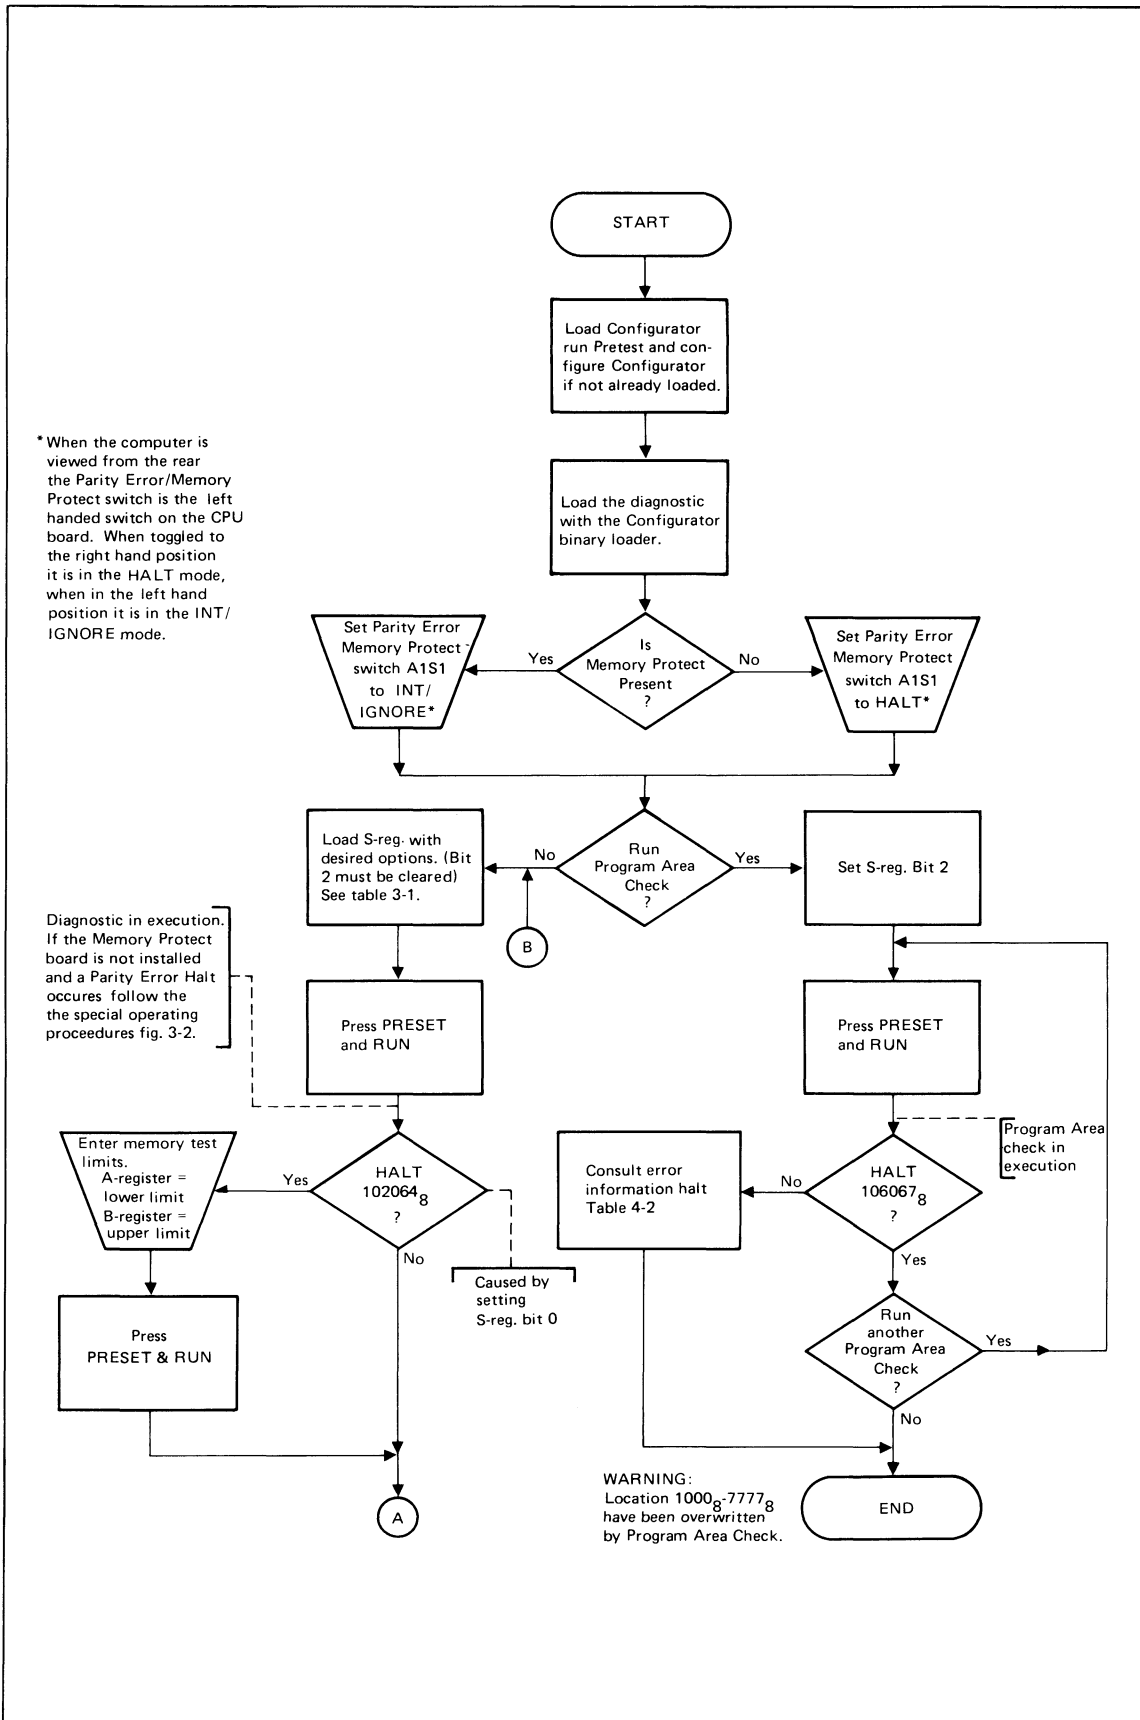 START
Load Configurator
run Pretest and con-
figure Configurator
if not already loaded.
* When the computer is
viewed from the rear
the Parity Error/Memory
Protect switch is the left
handed switch on the CPU
board. When toggled to
the right hand position
it is in the HALT mode,
when in the left hand
position it is in the INT/
IGNORE mode.
Load the diagnostic
with the Configurator
binary loader.
Set Parity Error
Memory Protect
switch A1S1
to INT/
IGNORE*
Yes
Is
Memory Protect
Present
?
No
Set Parity Error
Memory Protect
switch A1S1
to HALT*
Load S-reg. with
desired options. (Bit
2 must be cleared)
See table 3-1.
No
Run
Program Area
Check
?
Yes
Set S-reg. Bit 2
B
Diagnostic in execution.
If the Memory Protect
board is not installed
and a Parity Error Halt
occures follow the
the special operating
proceedures fig. 3-2.
Press PRESET
and RUN
Press PRESET
and RUN
Program Area
check in
execution
Enter memory test
limits.
A-register =
lower limit
B-register =
upper limit
Yes
HALT
102064₈
?
No
Caused by
setting
S-reg. bit 0
Consult error
information halt
Table 4-2
No
HALT
106067₈
?
Yes
Press
PRESET & RUN
Run
another
Program Area
Check
?
Yes
No
A
WARNING:
Location 1000₈-7777₈
have been overwritten
by Program Area Check.
END